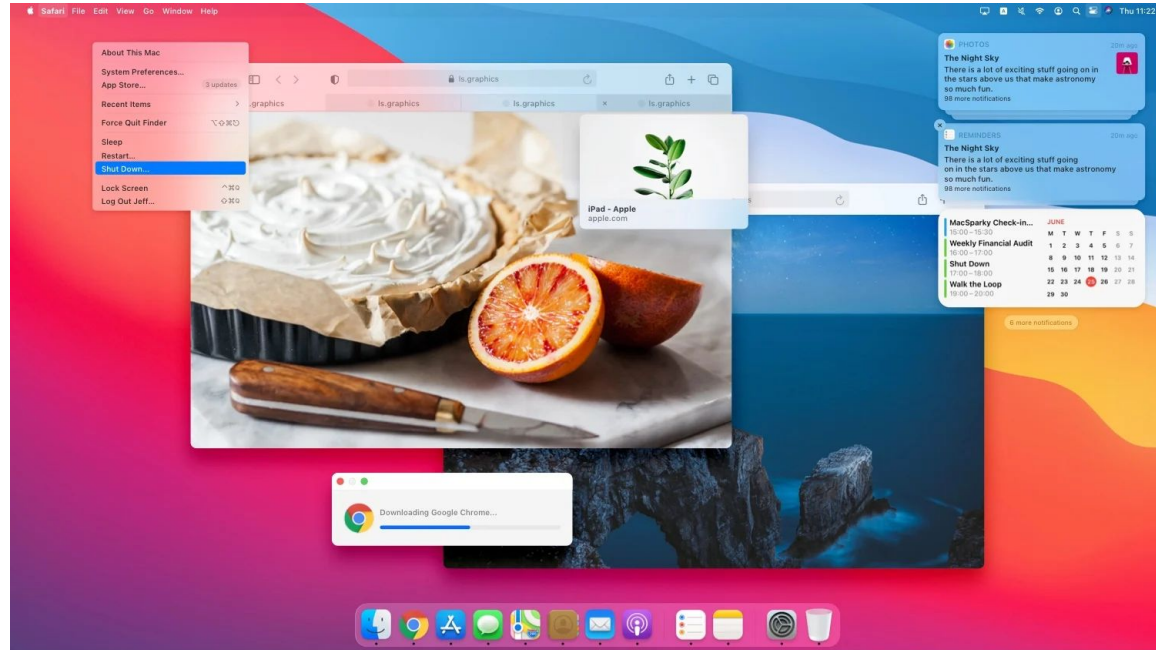 Safari File Edit View Go Window Help
Thu 11:22
About This Mac
System Preferences...
App Store... 3 updates
Recent Items >
Force Quit Finder
Sleep
Restart...
Shut Down...
Lock Screen
Log Out Jeff...
ls.graphics
.graphics
ls.graphics
ls.graphics
ls.graphics
iPad - Apple
apple.com
Downloading Google Chrome...
PHOTOS 20m ago
The Night Sky
There is a lot of exciting stuff going on in
the stars above us that make astronomy
so much fun.
98 more notifications
REMINDERS 20m ago
The Night Sky
There is a lot of exciting stuff going
on in the stars above us that make astronomy
so much fun.
98 more notifications
MacSparky Check-in...
15:00–15:30
Weekly Financial Audit
16:00–17:00
Shut Down
17:00–18:00
Walk the Loop
19:00–20:00
JUNE
M T W T F S S
1 2 3 4 5 6 7
8 9 10 11 12 13 14
15 16 17 18 19 20 21
22 23 24 25 26 27 28
29 30
6 more notifications